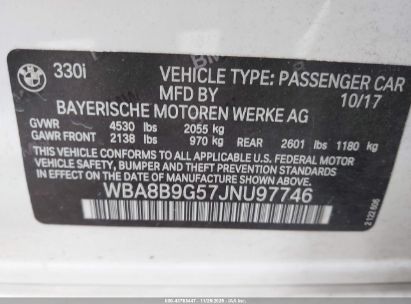 330i
VEHICLE TYPE: PASSENGER CAR
MFD BY 10/17
BAYERISCHE MOTOREN WERKE AG
GVWR 4530 lbs 2055 kg
GAWR FRONT 2138 lbs 970 kg REAR 2601 lbs 1180 kg
THIS VEHICLE CONFORMS TO ALL APPLICABLE U.S. FEDERAL MOTOR
VEHICLE SAFETY, BUMPER, AND THEFT PREVENTION STANDARDS
IN EFFECT ON THE DATE OF MANUFACTURE SHOWN ABOVE.
WBA8B9G57JNU97746